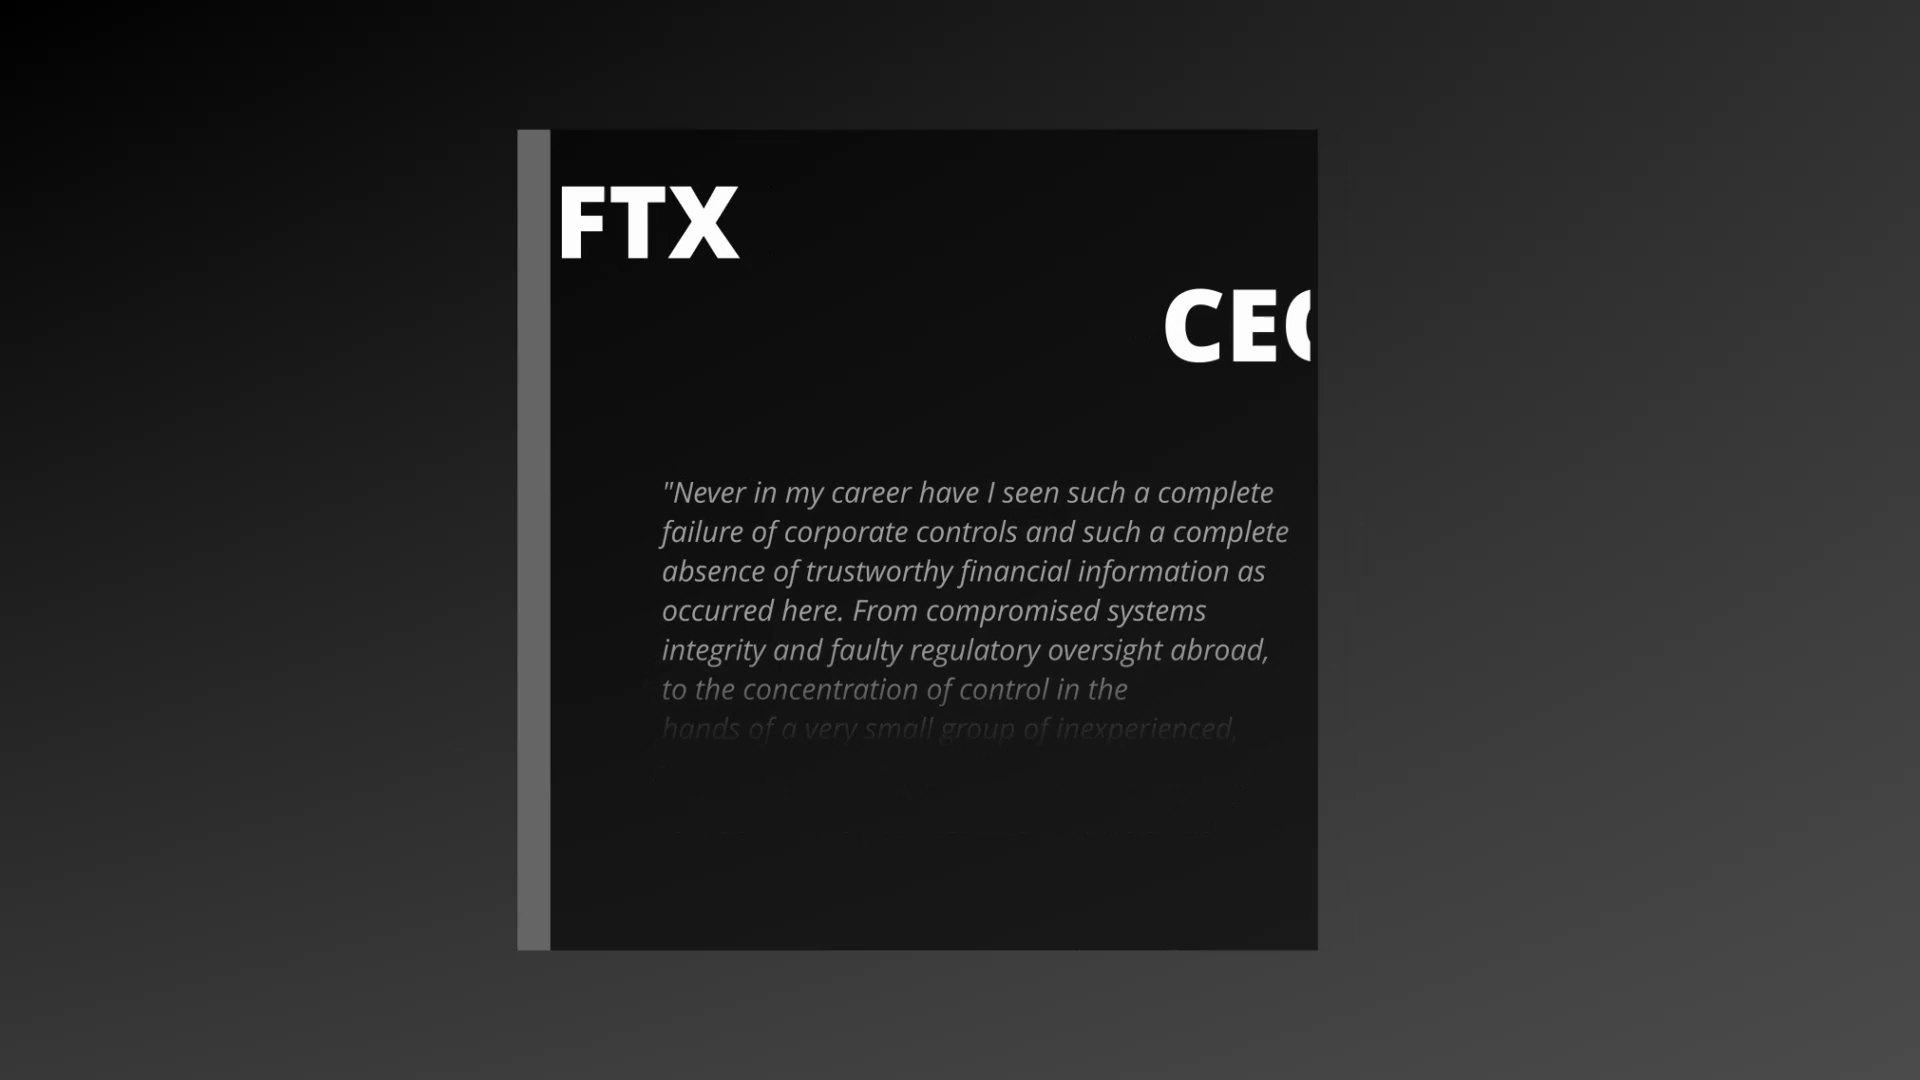 FTX
CEO
"Never in my career have I seen such a complete
failure of corporate controls and such a complete
absence of trustworthy financial information as
occurred here. From compromised systems
integrity and faulty regulatory oversight abroad,
to the concentration of control in the
hands of a very small group of inexperienced,